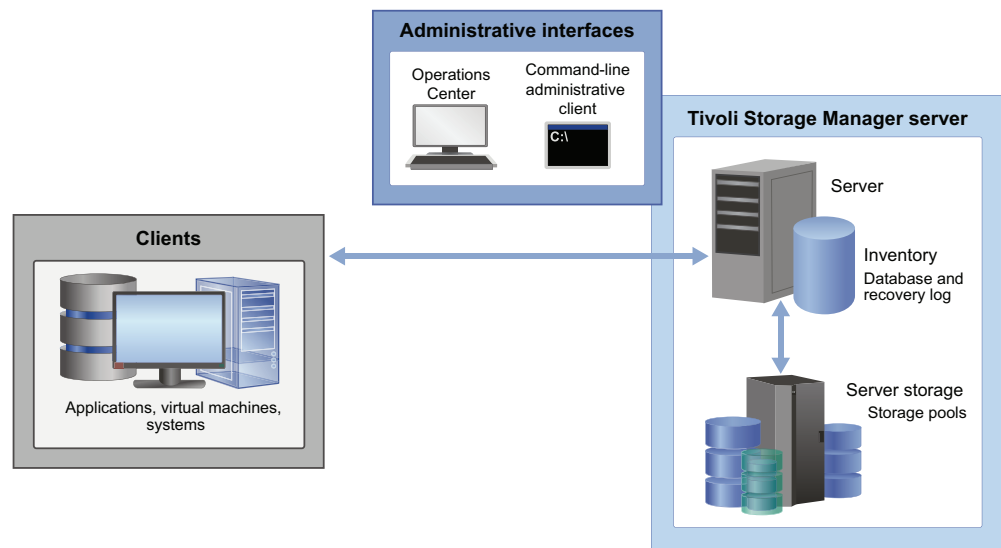 Administrative interfaces
Operations
Center
Command-line
administrative
client
C:\
Tivoli Storage Manager server
Server
Inventory
Database and
recovery log
Server storage
Storage pools
Clients
Applications, virtual machines,
systems